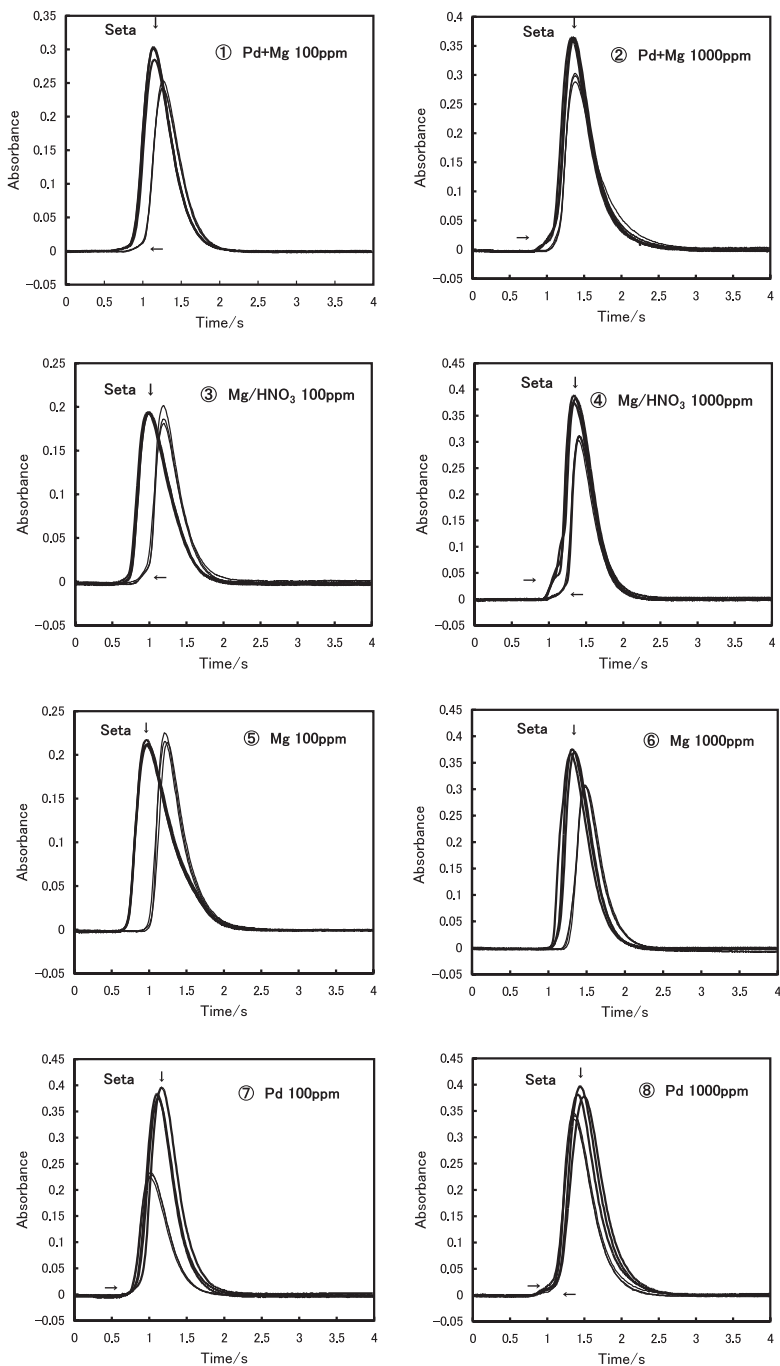 Seta
↓
① Pd+Mg 100ppm
Absorbance
0.35
0.3
0.25
0.2
0.15
0.1
0.05
0
−0.05
←
0 0.5 1 1.5 2 2.5 3 3.5 4
Time/s
Seta
↓
② Pd+Mg 1000ppm
Absorbance
0.4
0.35
0.3
0.25
0.2
0.15
0.1
0.05
0
−0.05
→
0 0.5 1 1.5 2 2.5 3 3.5 4
Time/s
Seta ↓
③ Mg/HNO₃ 100ppm
Absorbance
0.25
0.2
0.15
0.1
0.05
0
−0.05
←
0 0.5 1 1.5 2 2.5 3 3.5 4
Time/s
Seta ↓
④ Mg/HNO₃ 1000ppm
Absorbance
0.45
0.4
0.35
0.3
0.25
0.2
0.15
0.1
0.05
0
−0.05
→
←
0 0.5 1 1.5 2 2.5 3 3.5 4
Time/s
Seta ↓
⑤ Mg 100ppm
Absorbance
0.25
0.2
0.15
0.1
0.05
0
−0.05
0 0.5 1 1.5 2 2.5 3 3.5 4
Time/s
Seta ↓
⑥ Mg 1000ppm
Absorbance
0.45
0.4
0.35
0.3
0.25
0.2
0.15
0.1
0.05
0
−0.05
0 0.5 1 1.5 2 2.5 3 3.5 4
Time/s
Seta ↓
⑦ Pd 100ppm
Absorbance
0.45
0.4
0.35
0.3
0.25
0.2
0.15
0.1
0.05
0
−0.05
→
0 0.5 1 1.5 2 2.5 3 3.5 4
Time/s
Seta ↓
⑧ Pd 1000ppm
Absorbance
0.45
0.4
0.35
0.3
0.25
0.2
0.15
0.1
0.05
0
−0.05
→
←
0 0.5 1 1.5 2 2.5 3 3.5 4
Time/s